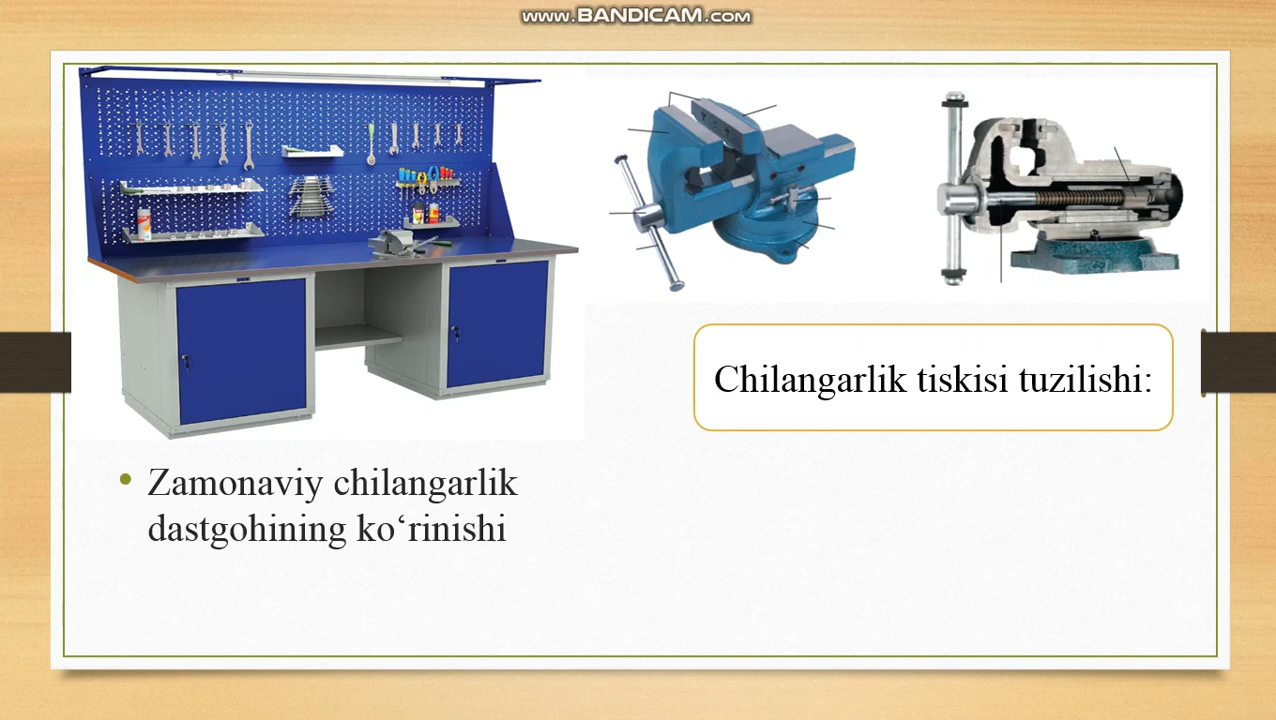 www.BANDICAM.com
Chilangarlik tiskisi tuzilishi:
Zamonaviy chilangarlik
dastgohining ko‘rinishi